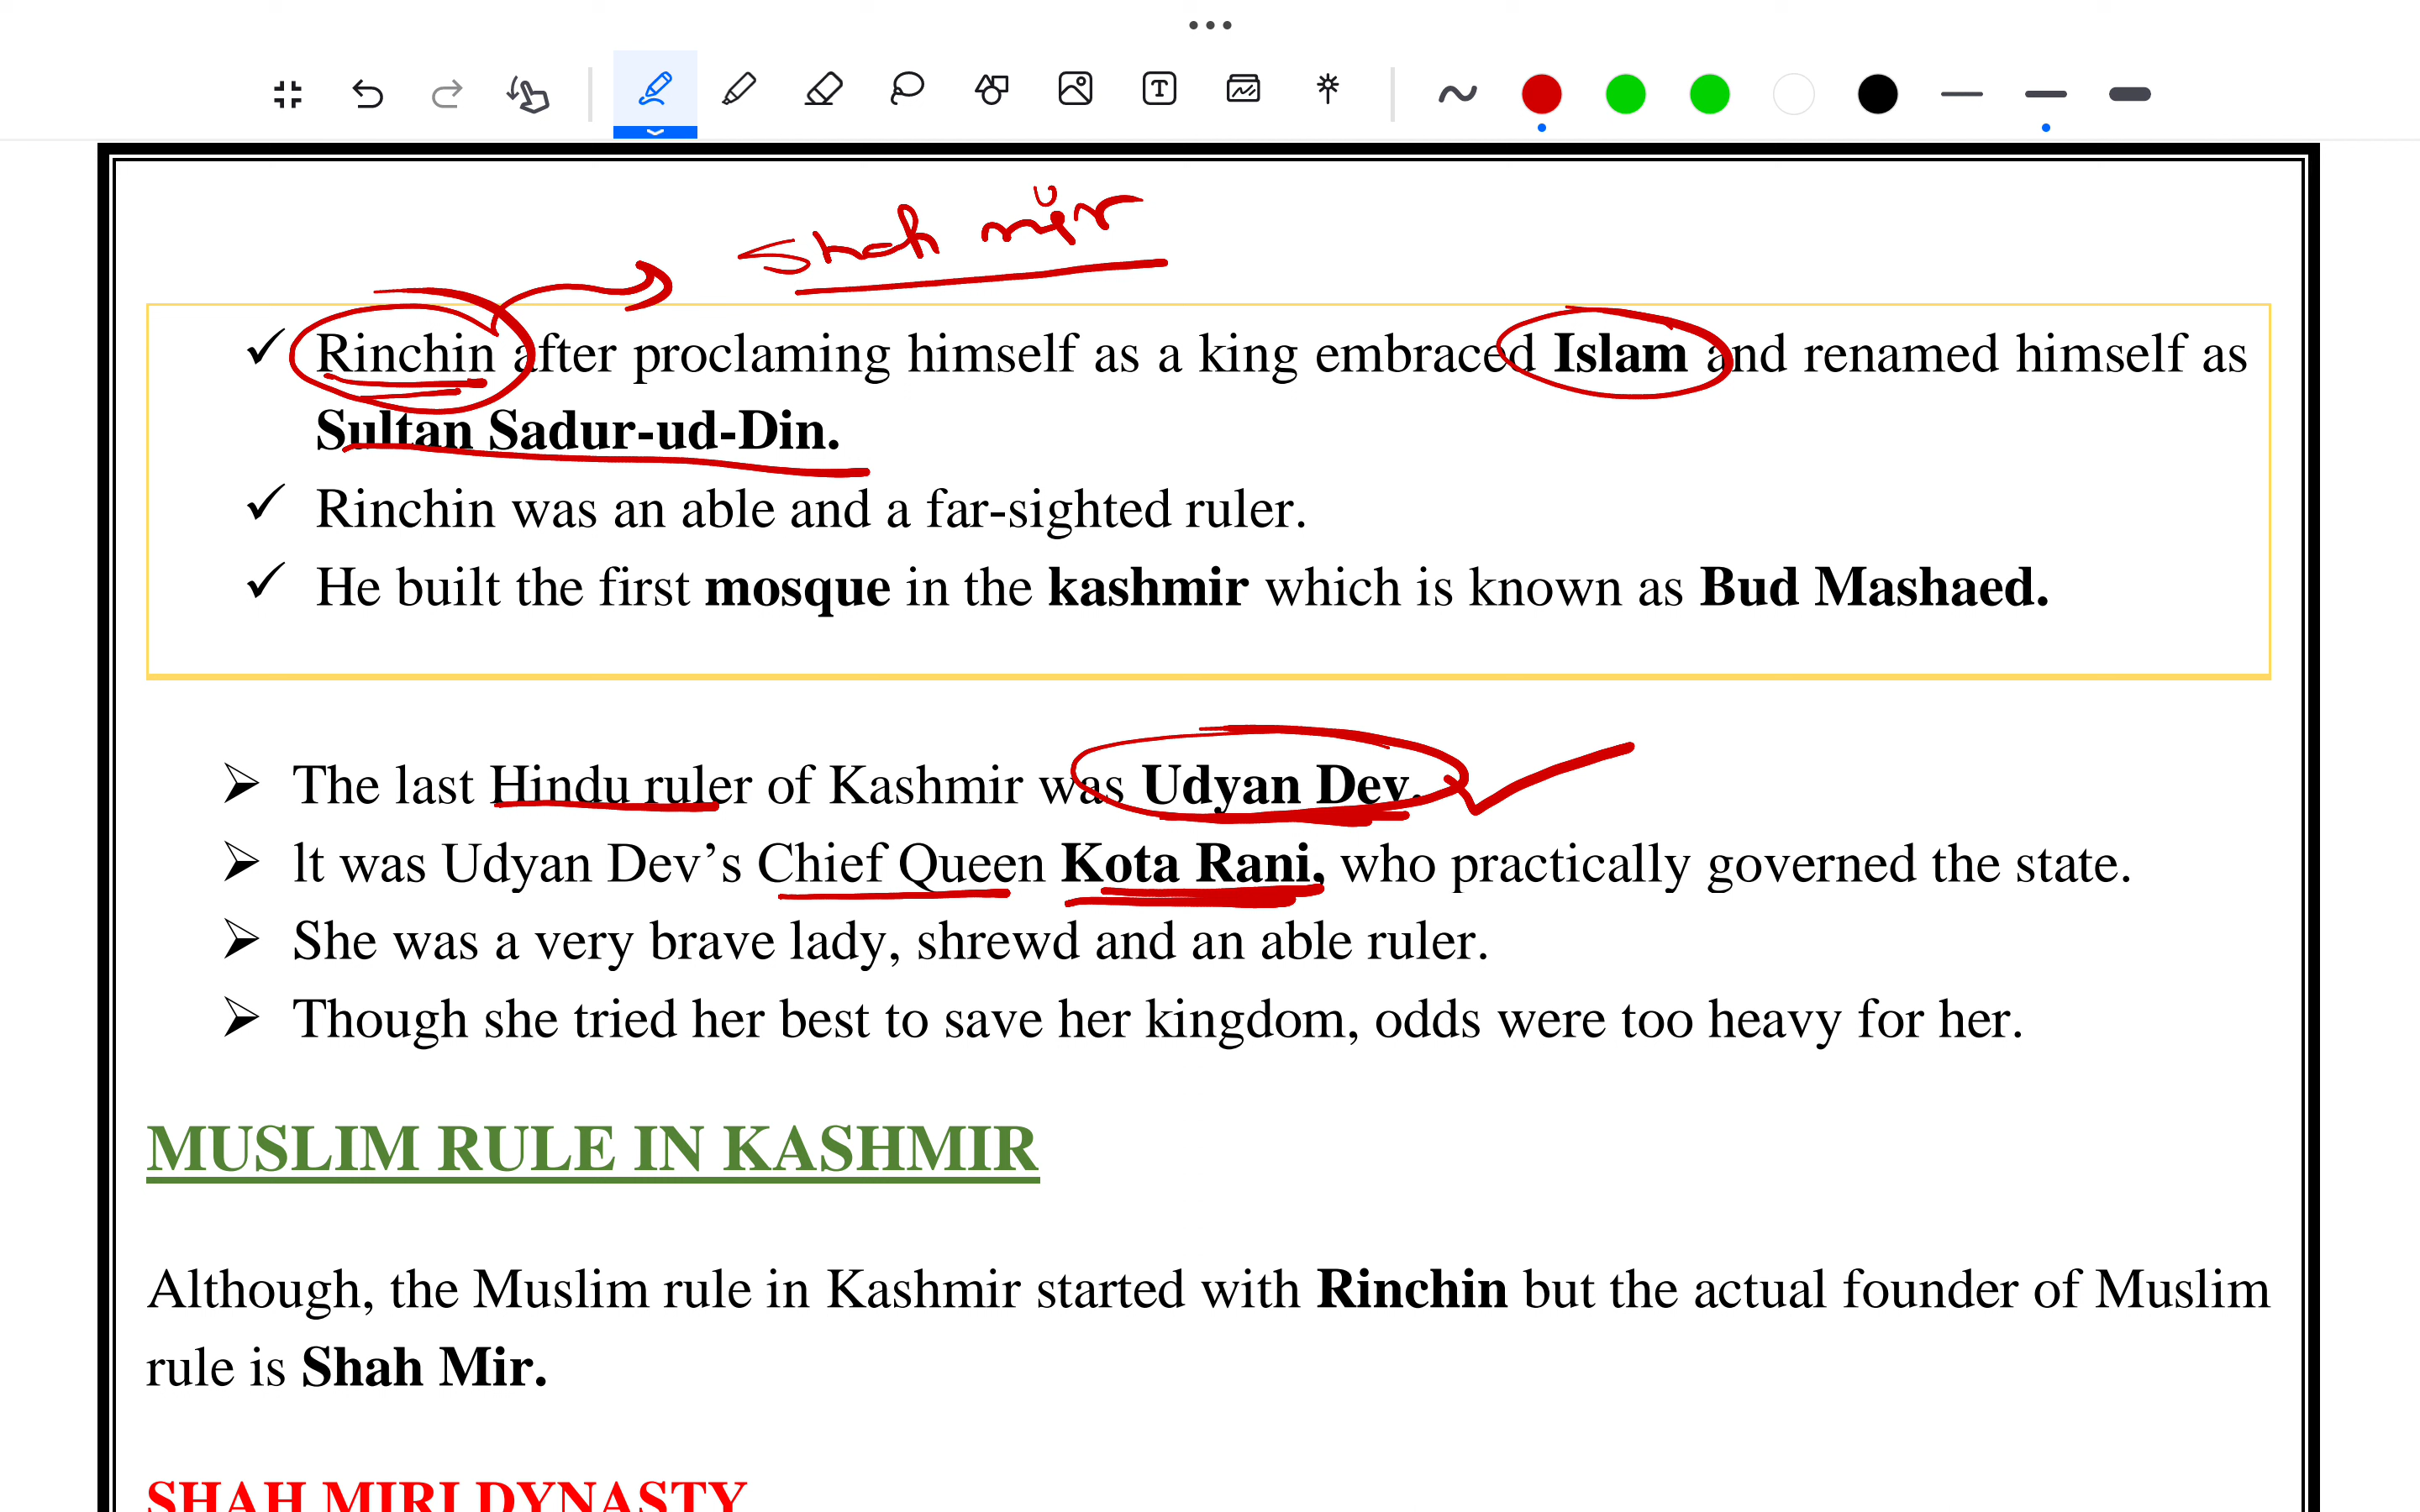 Shah mir
Rinchin after proclaming himself as a king embraced Islam and renamed himself as
Sultan Sadur-ud-Din.
Rinchin was an able and a far-sighted ruler.
He built the first mosque in the kashmir which is known as Bud Mashaed.
The last Hindu ruler of Kashmir was Udyan Dev.
lt was Udyan Dev’s Chief Queen Kota Rani, who practically governed the state.
She was a very brave lady, shrewd and an able ruler.
Though she tried her best to save her kingdom, odds were too heavy for her.
MUSLIM RULE IN KASHMIR
Although, the Muslim rule in Kashmir started with Rinchin but the actual founder of Muslim
rule is Shah Mir.
SHAH MIRI DYNASTY